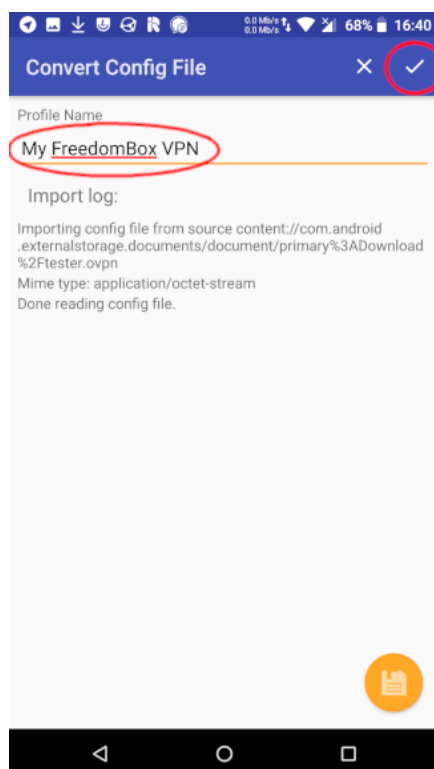 0.0 Mb/s
0.0 Mb/s
68%
16:40
Convert Config File
Profile Name
My FreedomBox VPN
Import log:
Importing config file from source content://com.android
.externalstorage.documents/document/primary%3ADownload
%2Ftester.ovpn
Mime type: application/octet-stream
Done reading config file.